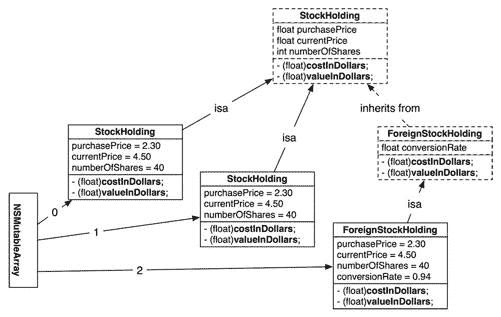 StockHolding
float purchasePrice
float currentPrice
int numberOfShares
- (float)costInDollars;
- (float)valueInDollars;
isa
isa
inherits from
StockHolding
purchasePrice = 2.30
currentPrice = 4.50
numberOfShares = 40
- (float)costInDollars;
- (float)valueInDollars;
ForeignStockHolding
float conversionRate
- (float)costInDollars;
- (float)valueInDollars;
StockHolding
purchasePrice = 2.30
currentPrice = 4.50
numberOfShares = 40
- (float)costInDollars;
- (float)valueInDollars;
isa
NSMutableArray
0
1
2
ForeignStockHolding
purchasePrice = 2.30
currentPrice = 4.50
numberOfShares = 40
conversionRate = 0.94
- (float)costInDollars;
- (float)valueInDollars;